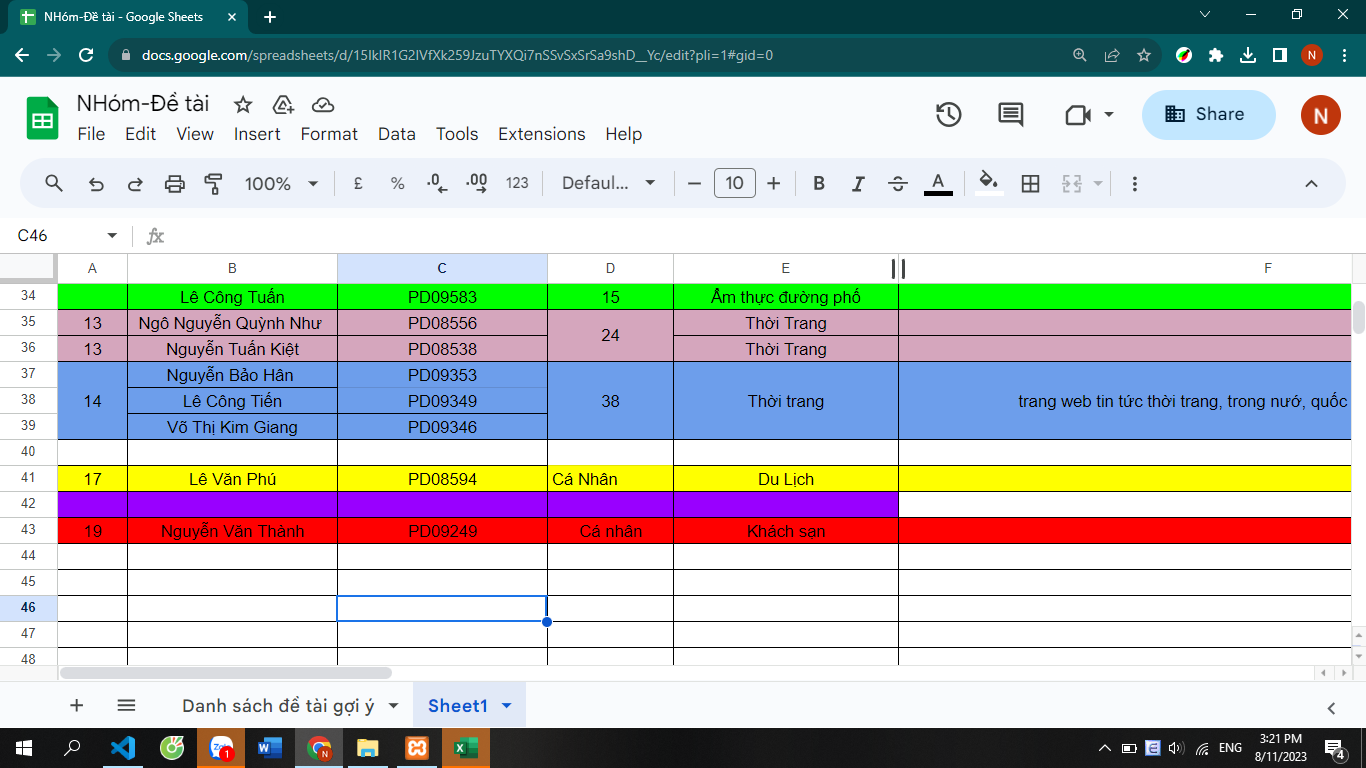 NHóm-Đề tài - Google Sheets
docs.google.com/spreadsheets/d/15IkIR1G2lVfXk259JzuTYXQi7nSSvSxSrSa9shD__Yc/edit?pli=1#gid=0
N
NHóm-Đề tài
File Edit View Insert Format Data Tools Extensions Help
Share
N
100% £ % .0 .00 123 Defaul... 10 B I A
C46 fx
A B C D E F
34 Lê Công Tuấn PD09583 15 Ẩm thực đường phố
35 13 Ngô Nguyễn Quỳnh Như PD08556 24 Thời Trang
36 13 Nguyễn Tuấn Kiệt PD08538 Thời Trang
37 Nguyễn Bảo Hân PD09353
38 14 Lê Công Tiến PD09349 38 Thời trang trang web tin tức thời trang, trong nướ, quốc
39 Võ Thị Kim Giang PD09346
40
41 17 Lê Văn Phú PD08594 Cá Nhân Du Lịch
42
43 19 Nguyễn Văn Thành PD09249 Cá nhân Khách sạn
44
45
46
47
48
Danh sách để tài gợi ý Sheet1
Zalo 1 N ENG 3:21 PM
8/11/2023 4